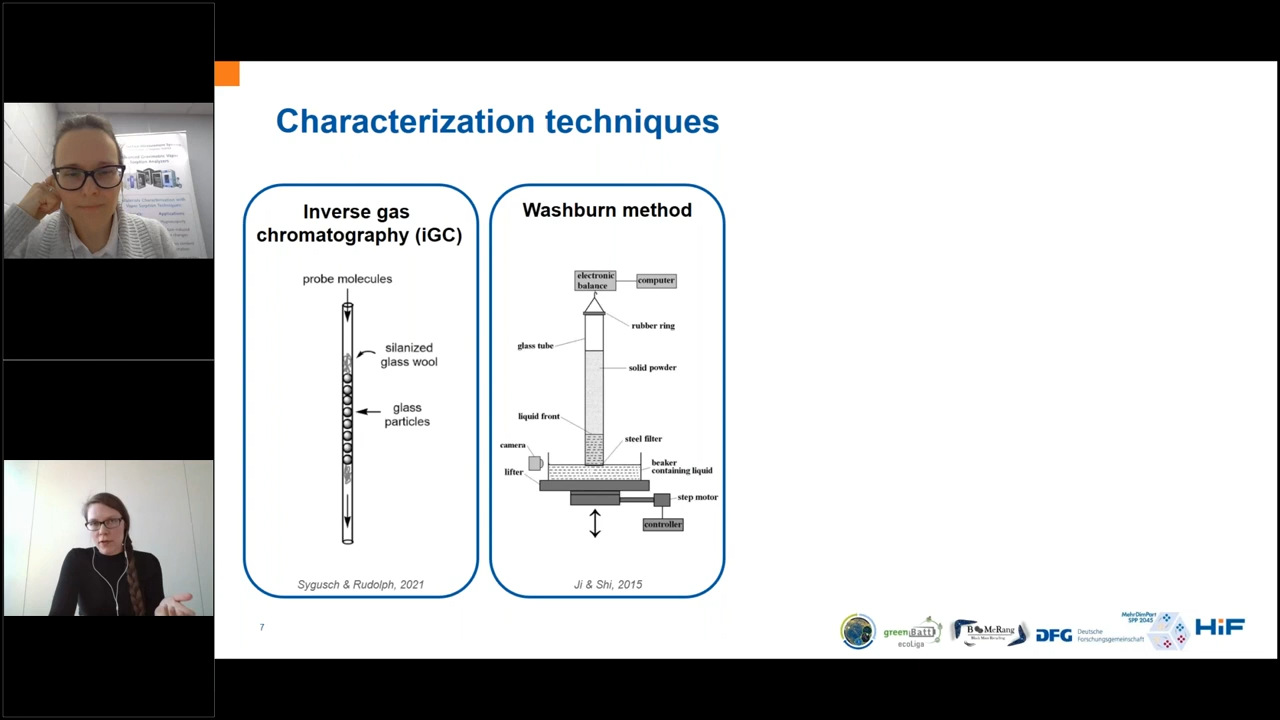 Characterization techniques
Inverse gas
chromatography (iGC)
probe molecules
silanized
glass wool
glass
particles
Sygusch & Rudolph, 2021
Washburn method
electronic
balance
computer
rubber ring
glass tube
solid powder
liquid front
steel filter
camera
lifter
beaker
containing liquid
step motor
controller
Ji & Shi, 2015
7
greenBatt
ecoLiga
DFG
Deutsche
Forschungsgemeinschaft
MehrDimPart
SPP 2045
HiF